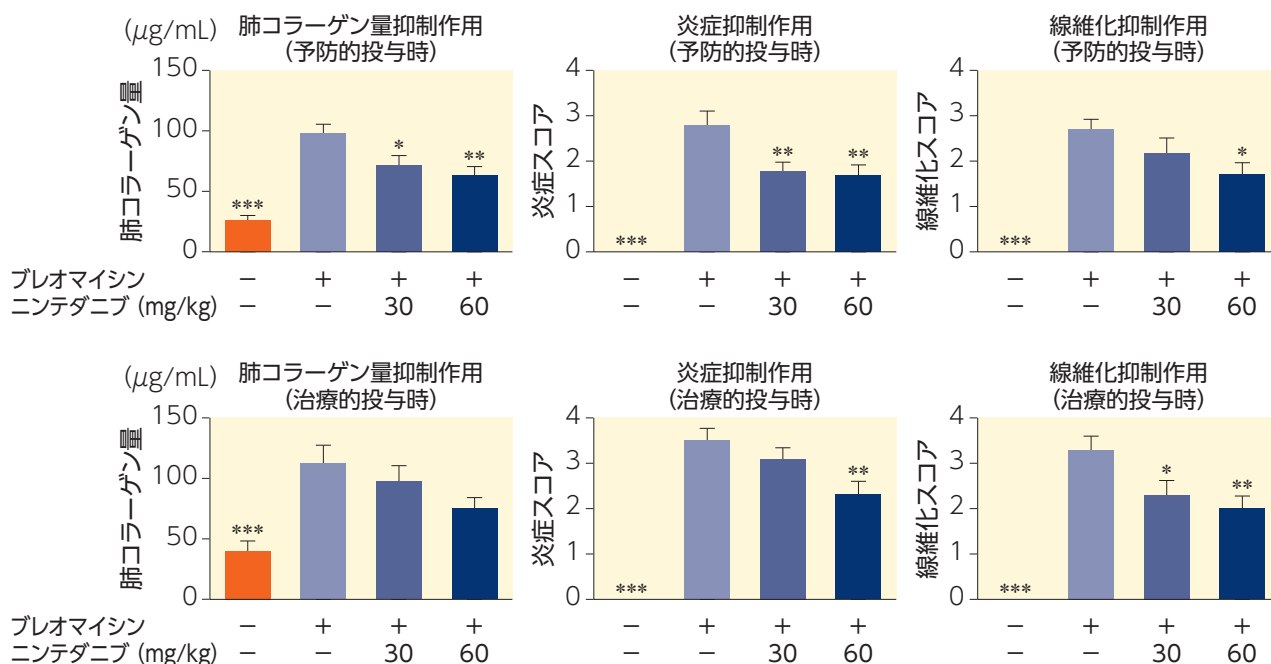 (μg/mL) 肺コラーゲン量抑制作用
(予防的投与時)
肺コラーゲン量
150
100
50
0
***
*
**
炎症抑制作用
(予防的投与時)
炎症スコア
4
3
2
1
0
***
**
**
線維化抑制作用
(予防的投与時)
線維化スコア
4
3
2
1
0
***
*
ブレオマイシン − + + + − + + + − + + +
ニンテダニブ (mg/kg) − − 30 60 − − 30 60 − − 30 60
(μg/mL) 肺コラーゲン量抑制作用
(治療的投与時)
肺コラーゲン量
150
100
50
0
***
炎症抑制作用
(治療的投与時)
炎症スコア
4
3
2
1
0
***
**
線維化抑制作用
(治療的投与時)
線維化スコア
4
3
2
1
0
***
*
**
ブレオマイシン − + + + − + + + − + + +
ニンテダニブ (mg/kg) − − 30 60 − − 30 60 − − 30 60